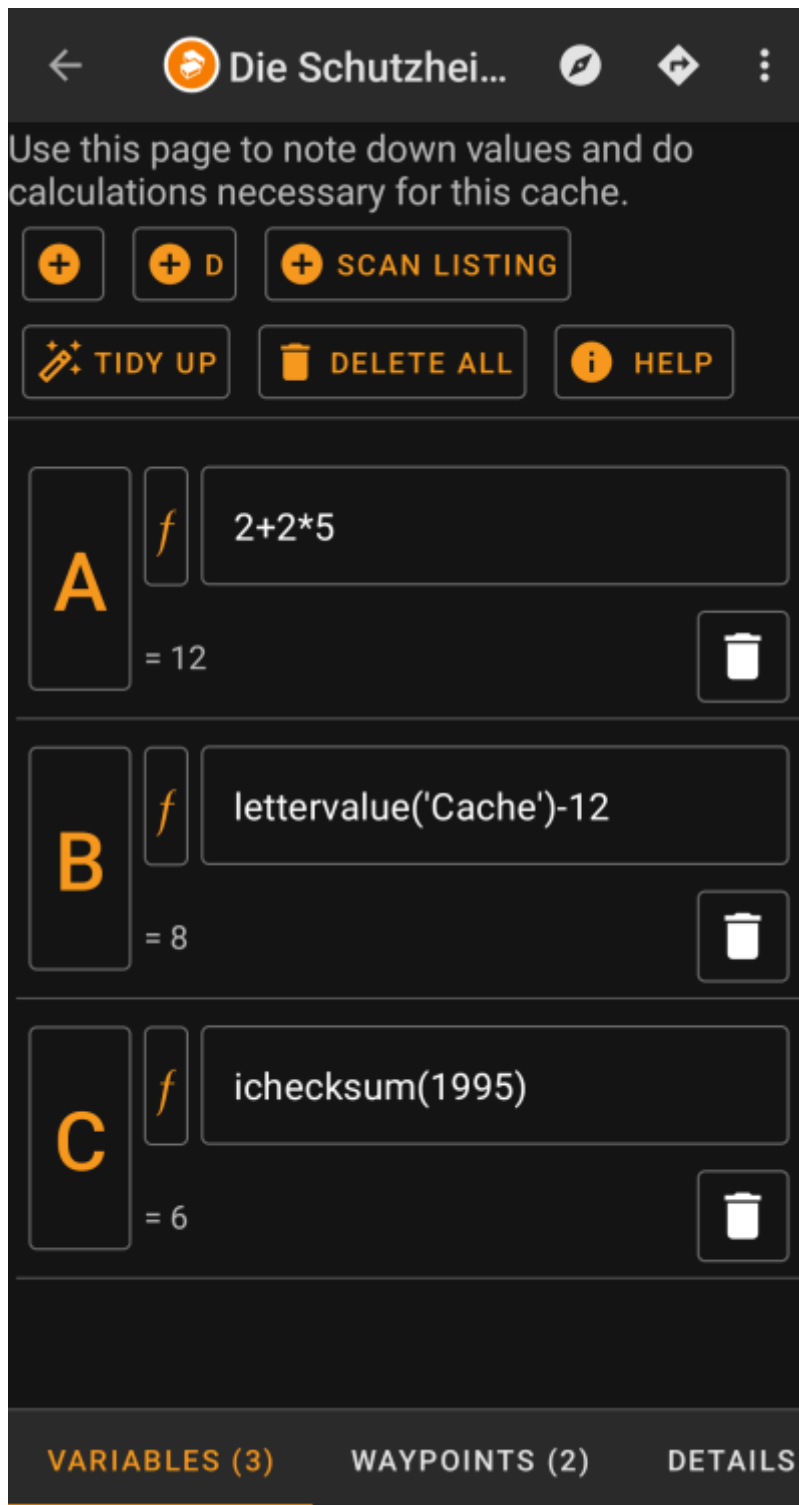 Die Schutzhei...
Use this page to note down values and do
calculations necessary for this cache.
D
SCAN LISTING
TIDY UP
DELETE ALL
HELP
A
f
2+2*5
= 12
B
f
lettervalue('Cache')-12
= 8
C
f
ichecksum(1995)
= 6
VARIABLES (3)
WAYPOINTS (2)
DETAILS